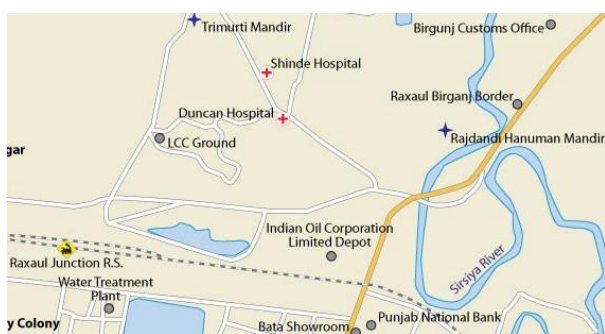 Trimurti Mandir
Birgunj Customs Office
Shinde Hospital
Raxaul Birganj Border
Duncan Hospital
LCC Ground
Rajdandi Hanuman Mandir
gar
Indian Oil Corporation
Limited Depot
Sirsiya River
Raxaul Junction R.S.
Water Treatment
Plant
y Colony
Bata Showroom
Punjab National Bank